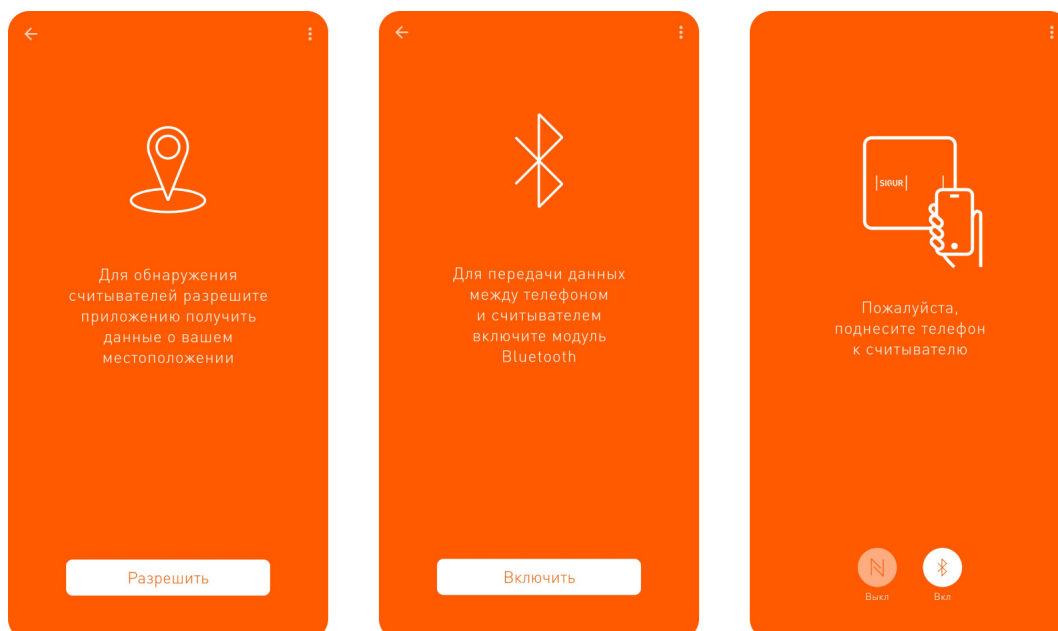 Для обнаружения
считывателей разрешите
приложению получить
данные о вашем
местоположении
Разрешить
Для передачи данных
между телефоном
и считывателем
включите модуль
Bluetooth
Включить
SIGUR
Пожалуйста,
поднесите телефон
к считывателю
Выкл
Вкл